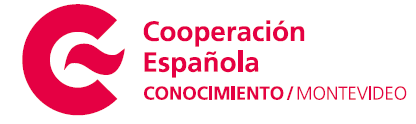 Cooperación
Española
CONOCIMIENTO / MONTEVIDEO